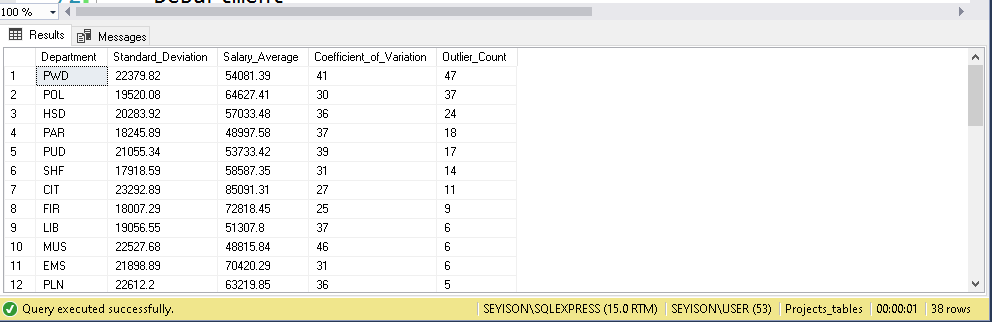 100 %
Results Messages
Department Standard_Deviation Salary_Average Coefficient_of_Variation Outlier_Count
1 PWD 22379.82 54081.39 41 47
2 POL 19520.08 64627.41 30 37
3 HSD 20283.92 57033.48 36 24
4 PAR 18245.89 48997.58 37 18
5 PUD 21055.34 53733.42 39 17
6 SHF 17918.59 58587.35 31 14
7 CIT 23292.89 85091.31 27 11
8 FIR 18007.29 72818.45 25 9
9 LIB 19056.55 51307.8 37 6
10 MUS 22527.68 48815.84 46 6
11 EMS 21898.89 70420.29 31 6
12 PLN 22612.2 63219.85 36 5
Query executed successfully. SEYISON\SQLEXPRESS (15.0 RTM) SEYISON\USER (53) Projects_tables 00:00:01 38 rows